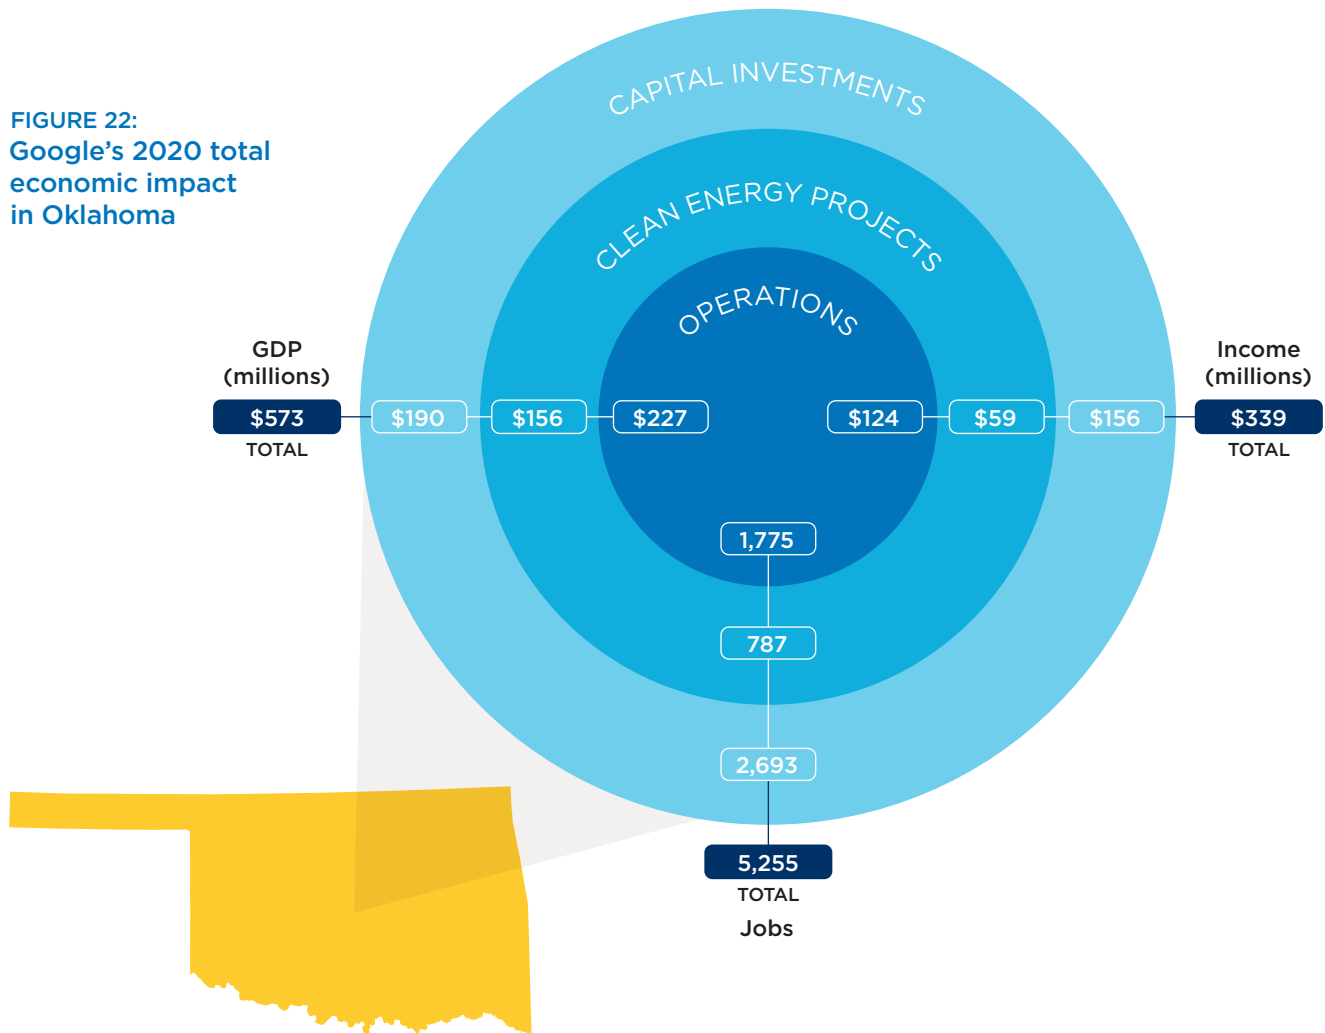 FIGURE 22:
Google’s 2020 total
economic impact
in Oklahoma
CAPITAL INVESTMENTS
CLEAN ENERGY PROJECTS
OPERATIONS
GDP
(millions)
$573
TOTAL
$190
$156
$227
$124
$59
$156
Income
(millions)
$339
TOTAL
1,775
787
2,693
5,255
TOTAL
Jobs